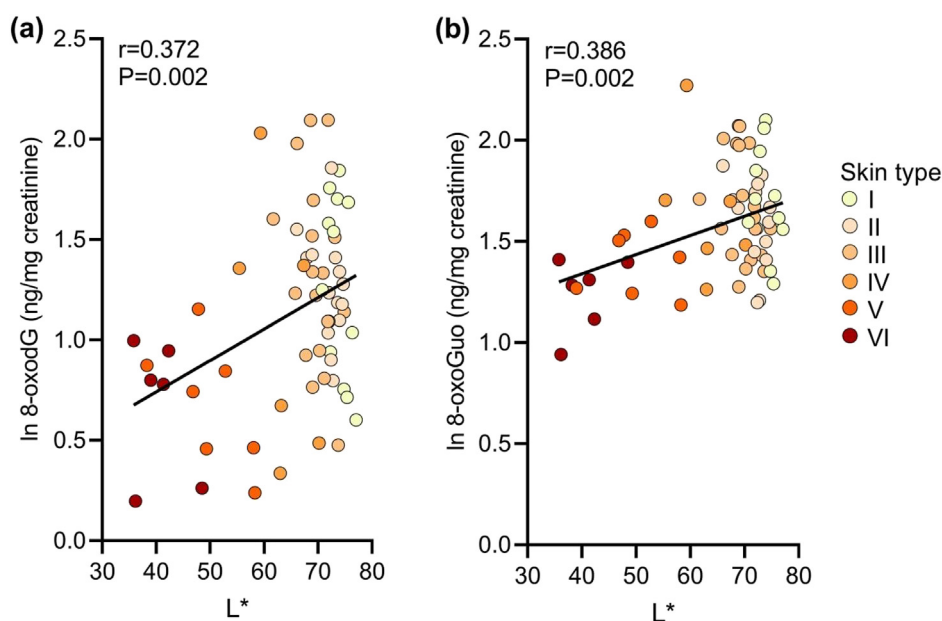 (a)
r=0.372
P=0.002
ln 8-oxodG (ng/mg creatinine)
2.5
2.0
1.5
1.0
0.5
0.0
30 40 50 60 70 80
L*
(b)
r=0.386
P=0.002
ln 8-oxoGuo (ng/mg creatinine)
2.5
2.0
1.5
1.0
0.5
0.0
30 40 50 60 70 80
L*
Skin type
I
II
III
IV
V
VI